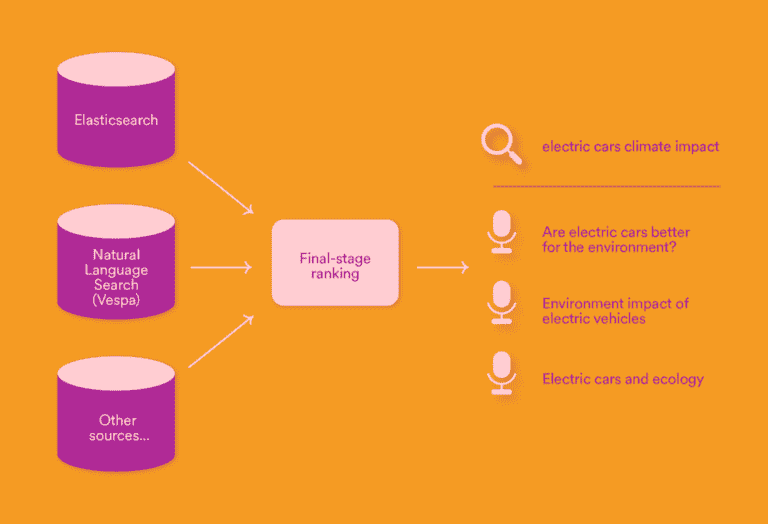 Elasticsearch
Natural
Language
Search
(Vespa)
Other
sources...
Final-stage
ranking
electric cars climate impact
Are electric cars better
for the environment?
Environment impact of
electric vehicles
Electric cars and ecology